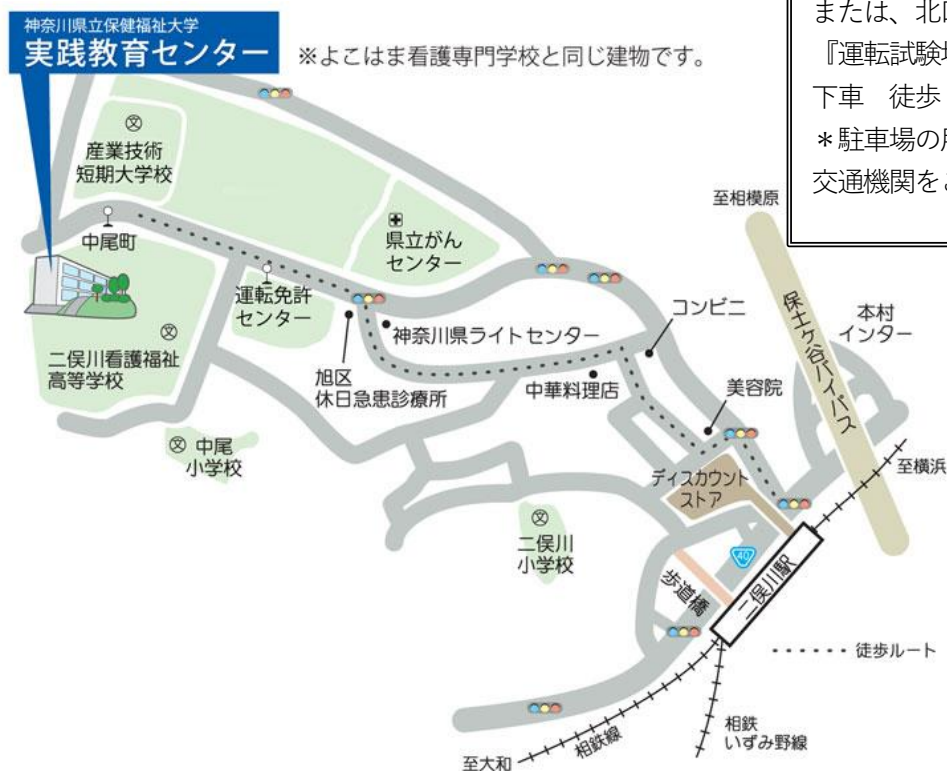 神奈川県立保健福祉大学
実践教育センター
※よこはま看護専門学校と同じ建物です。
または、北
『運転試験場
下車　徒歩
＊駐車場の
交通機関をご
至相模原
産業技術
短期大学校
中尾町
県立がん
センター
運転免許
センター
神奈川県ライトセンター
コンビニ
保土ヶ谷バイパス
本村
インター
二俣川看護福祉
高等学校
旭区
休日急患診療所
中華料理店
美容院
中尾
小学校
至横浜
ディスカウント
ストア
二俣川
小学校
40
歩道橋
二俣川駅
徒歩ルート
相鉄
いずみ野線
相鉄線
至大和
文
文
文
文